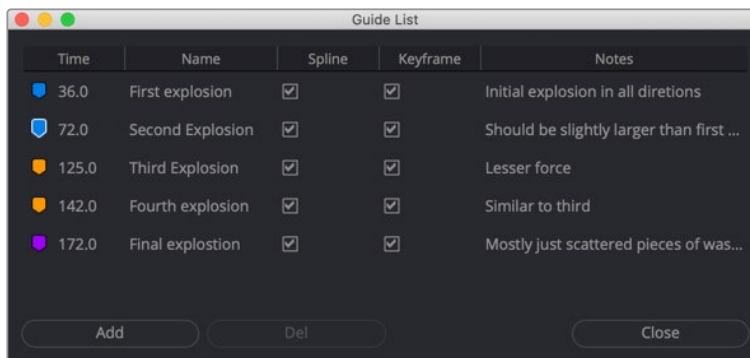 Guide List
Time Name Spline Keyframe Notes
36.0 First explosion Initial explosion in all diretions
72.0 Second Explosion Should be slightly larger than first ...
125.0 Third Explosion Lesser force
142.0 Fourth explosion Similar to third
172.0 Final explostion Mostly just scattered pieces of was...
Add Del Close